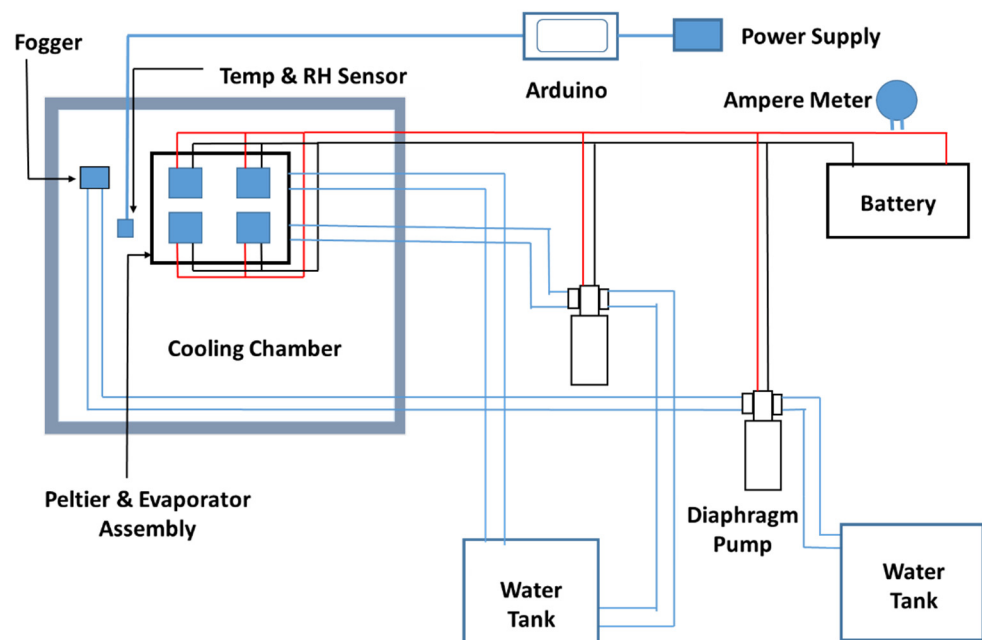 Fogger
Temp & RH Sensor
Arduino
Power Supply
Ampere Meter
Battery
Cooling Chamber
Peltier & Evaporator
Assembly
Diaphragm
Pump
Water
Tank
Water
Tank